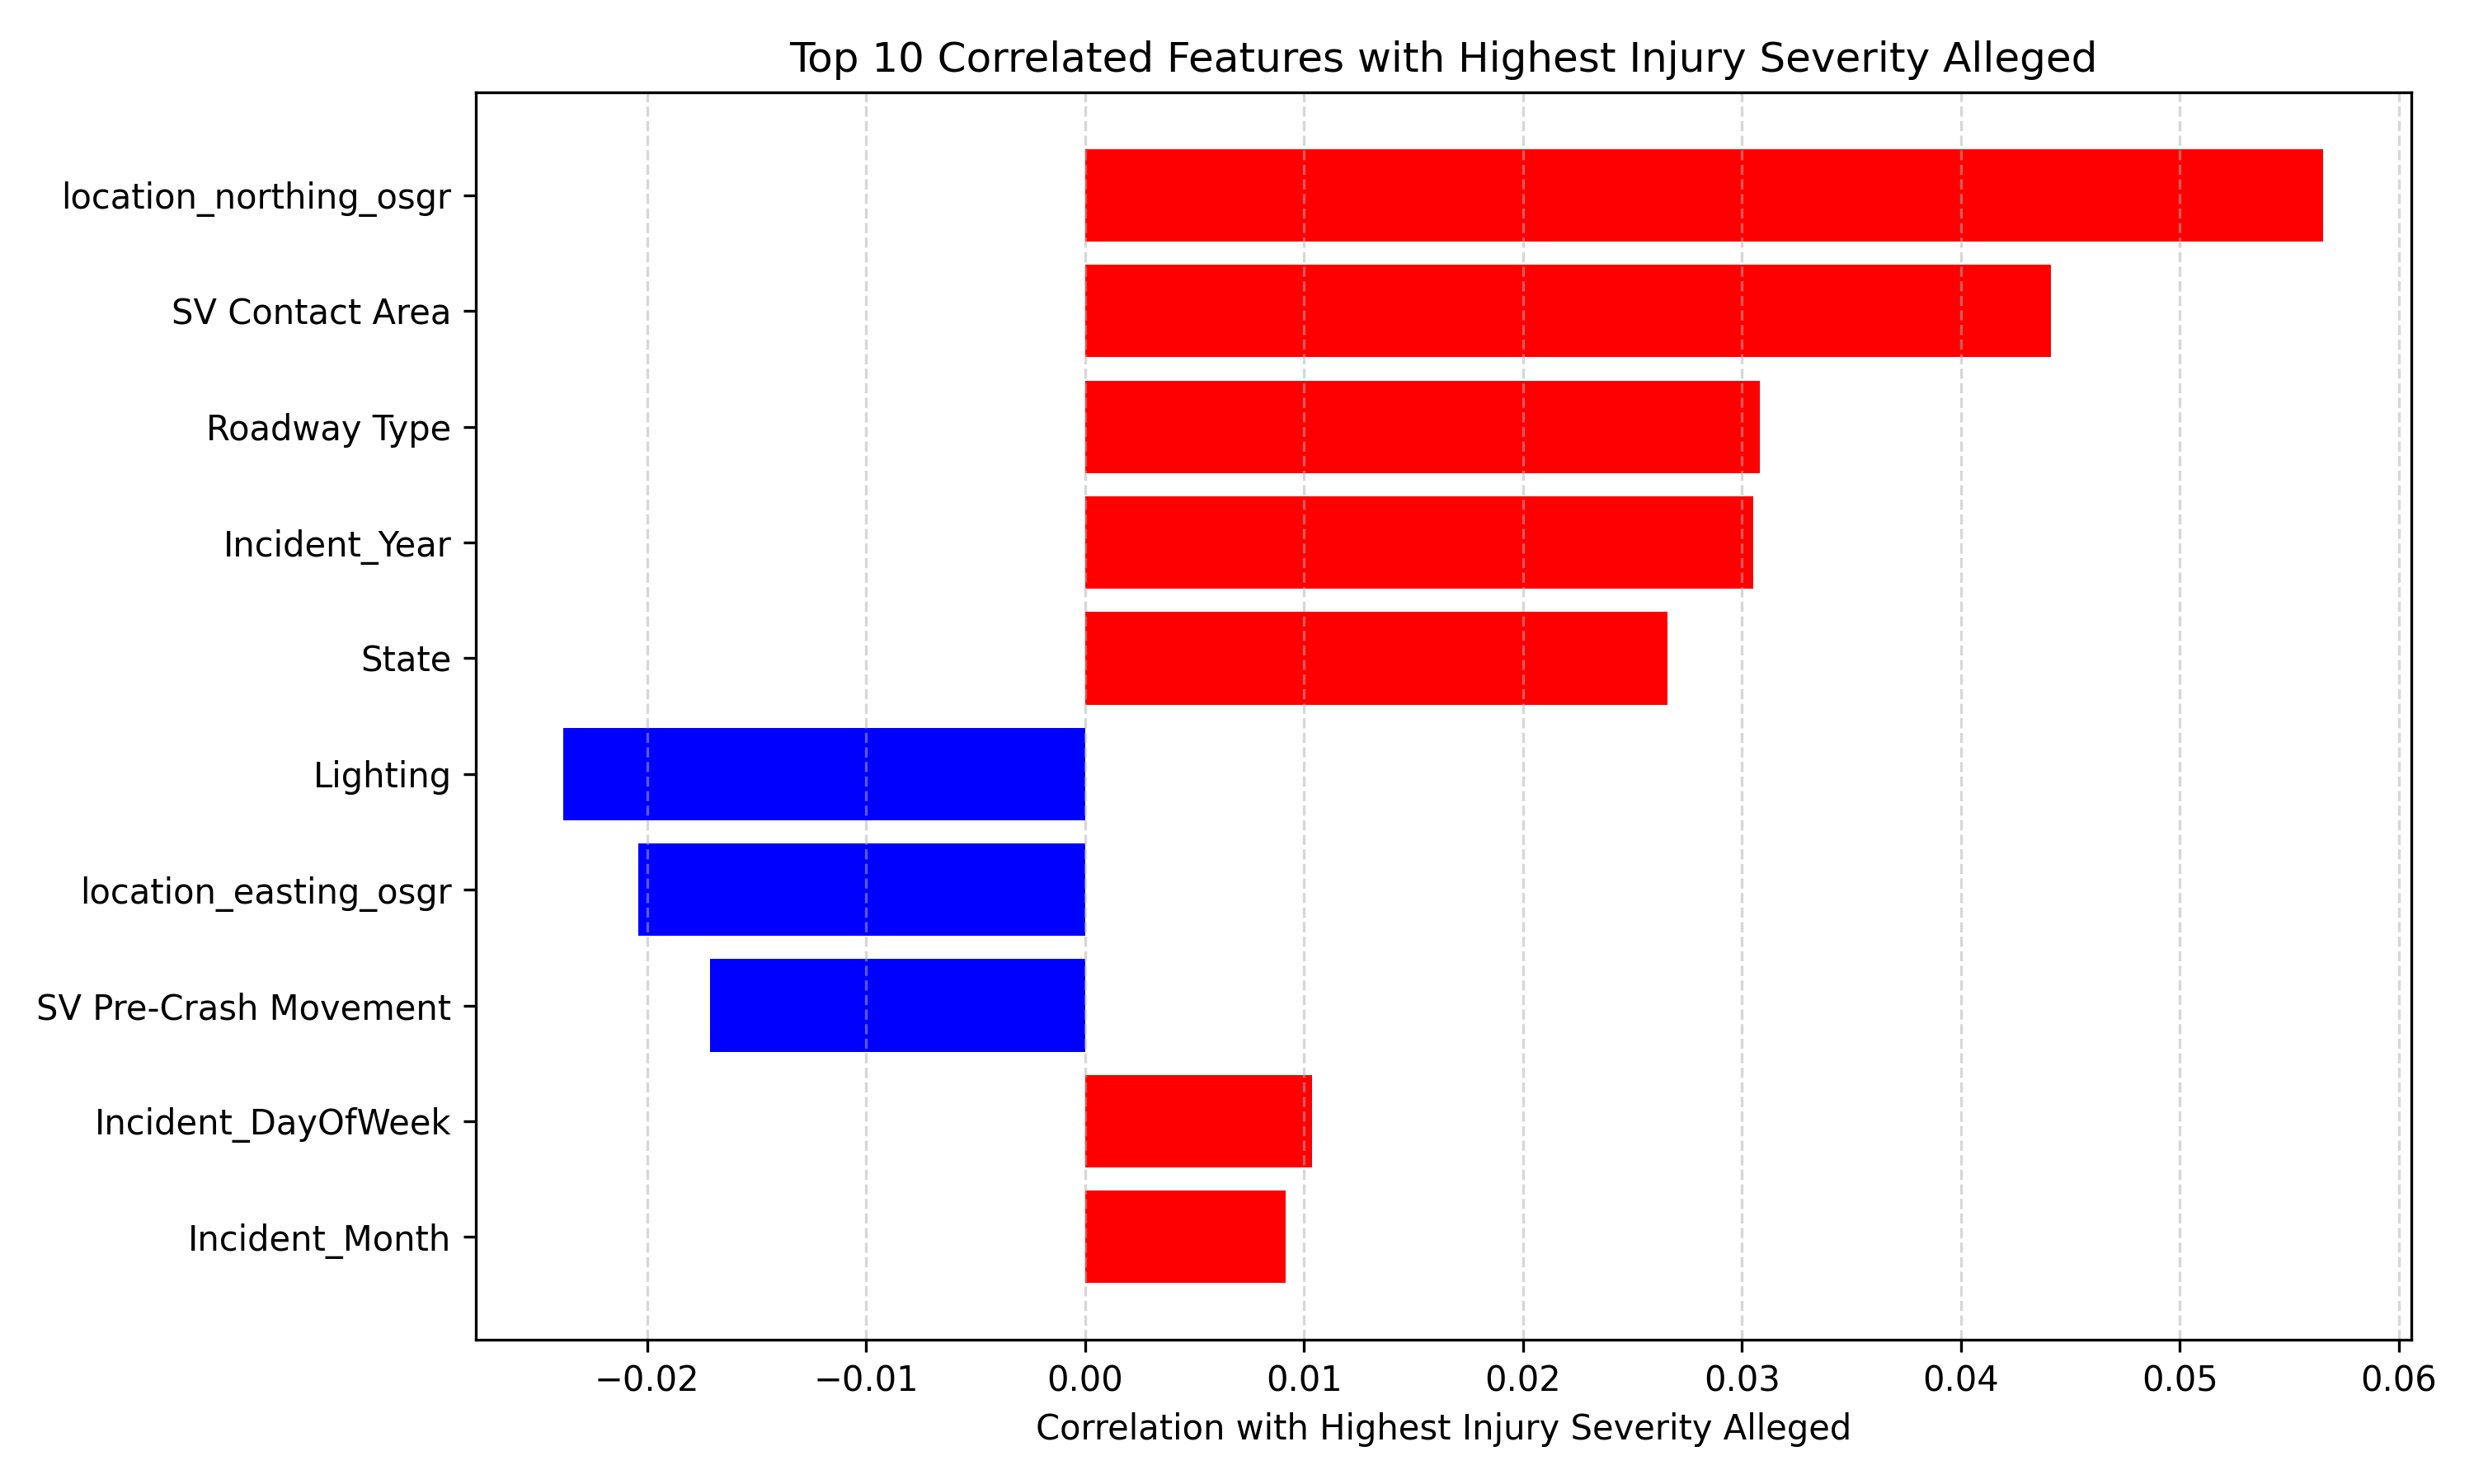 Top 10 Correlated Features with Highest Injury Severity Alleged
location_northing_osgr
SV Contact Area
Roadway Type
Incident_Year
State
Lighting
location_easting_osgr
SV Pre-Crash Movement
Incident_DayOfWeek
Incident_Month
−0.02 −0.01 0.00 0.01 0.02 0.03 0.04 0.05 0.06
Correlation with Highest Injury Severity Alleged